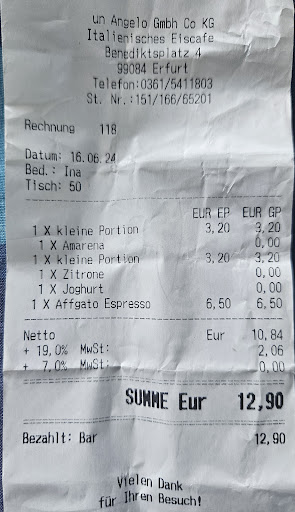 un Angelo Gmbh Co KG
Italienisches Eiscafe
Benediktsplatz 4
99084 Erfurt
Telefon:0361/5411803
St. Nr.:151/166/65201
Rechnung 118
Datum: 16.06.24
Bed.: Ina
Tisch: 50
EUR EP EUR GP
1 X kleine Portion 3,20 3,20
1 X Amarena 0,00
1 X kleine Portion 3,20 3,20
1 X Zitrone 0,00
1 X Joghurt 0,00
1 X Affgato Espresso 6,50 6,50
Netto Eur 10,84
+ 19,0% MwSt: 2,06
+ 7,0% MwSt: 0,00
SUMME Eur 12,90
Bezahlt: Bar 12,90
Vielen Dank
für Ihren Besuch!